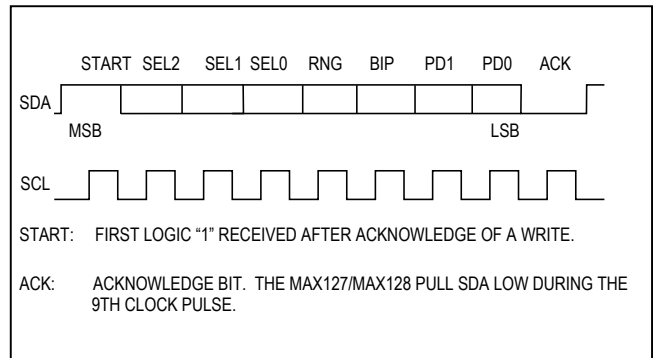 START SEL2 SEL1 SEL0 RNG BIP PD1 PD0 ACK
SDA
MSB LSB
SCL
START: FIRST LOGIC “1” RECEIVED AFTER ACKNOWLEDGE OF A WRITE.
ACK: ACKNOWLEDGE BIT. THE MAX127/MAX128 PULL SDA LOW DURING THE
9TH CLOCK PULSE.